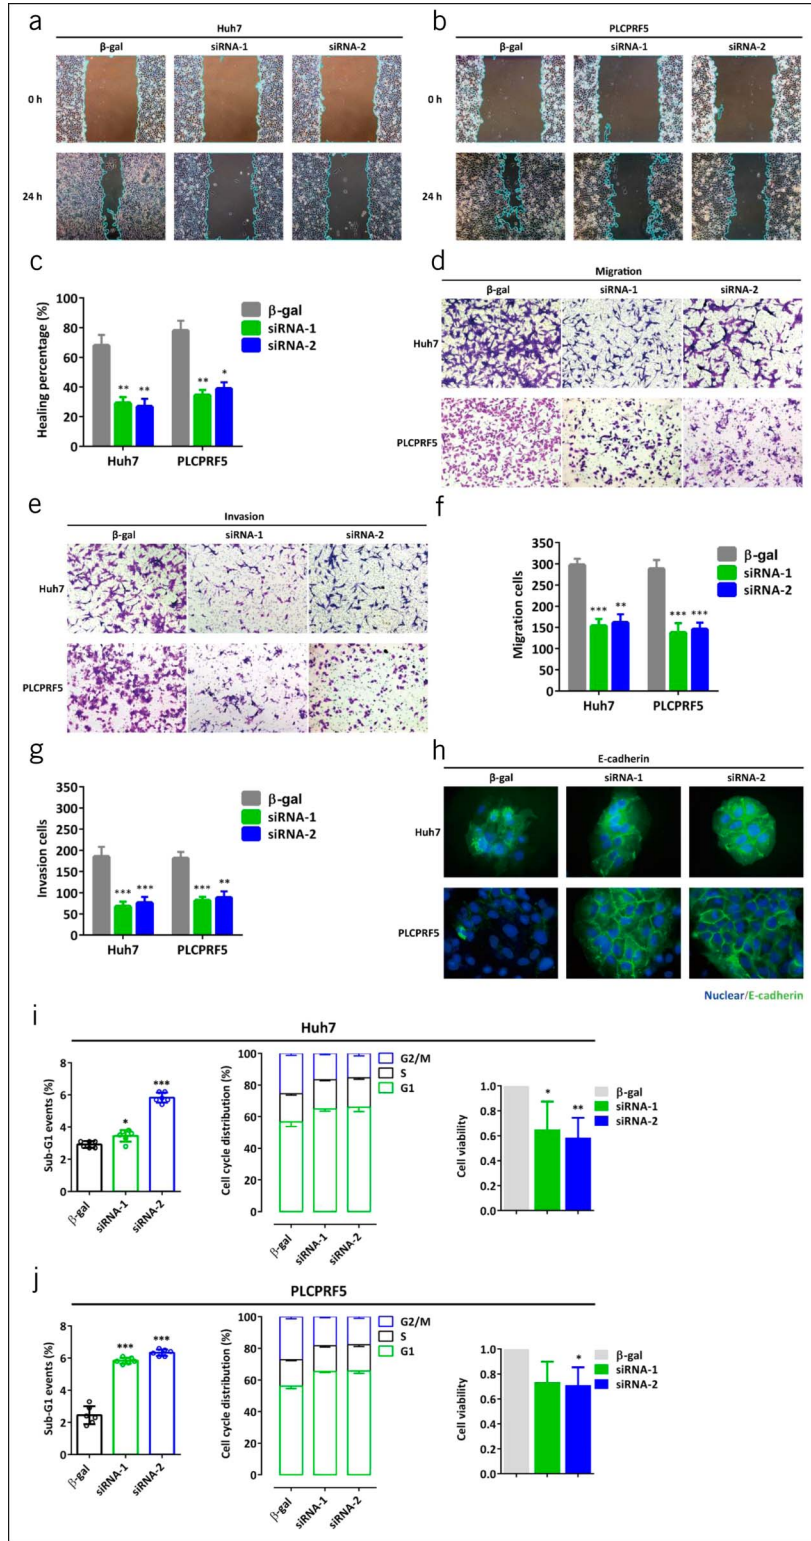 a
Huh7
β-gal siRNA-1 siRNA-2
0 h
24 h
b
PLCPRF5
β-gal siRNA-1 siRNA-2
0 h
24 h
c
Healing percentage (%)
100
80
60
40
20
0
** **
** *
Huh7 PLCPRF5
β-gal
siRNA-1
siRNA-2
d
Migration
β-gal siRNA-1 siRNA-2
Huh7
PLCPRF5
e
Invasion
β-gal siRNA-1 siRNA-2
Huh7
PLCPRF5
f
Migration cells
350
300
250
200
150
100
50
0
*** **
*** ***
Huh7 PLCPRF5
β-gal
siRNA-1
siRNA-2
g
Invasion cells
350
300
250
200
150
100
50
0
*** ***
*** **
Huh7 PLCPRF5
β-gal
siRNA-1
siRNA-2
h
E-cadherin
β-gal siRNA-1 siRNA-2
Huh7
PLCPRF5
Nuclear/E-cadherin
i
Huh7
Sub-G1 events (%)
8
6
4
2
0
* ***
β-gal siRNA-1 siRNA-2
Cell cycle distribution (%)
100
80
60
40
20
0
β-gal siRNA-1 siRNA-2
G2/M
S
G1
Cell viability
1.0
0.8
0.6
0.4
0.2
0.0
* **
β-gal
siRNA-1
siRNA-2
j
PLCPRF5
Sub-G1 events (%)
8
6
4
2
0
*** ***
β-gal siRNA-1 siRNA-2
Cell cycle distribution (%)
100
80
60
40
20
0
β-gal siRNA-1 siRNA-2
G2/M
S
G1
Cell viability
1.0
0.8
0.6
0.4
0.2
0.0
*
β-gal
siRNA-1
siRNA-2